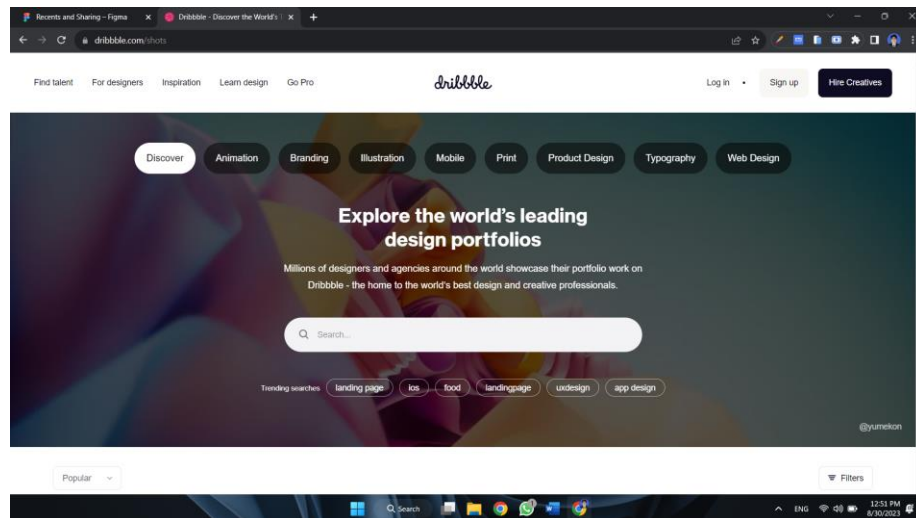 Recents and Sharing – Figma
Dribbble - Discover the World's
dribbble.com/shots
Find talent For designers Inspiration Learn design Go Pro dribbble Log in Sign up Hire Creatives
Discover Animation Branding Illustration Mobile Print Product Design Typography Web Design
Explore the world's leading
design portfolios
Millions of designers and agencies around the world showcase their portfolio work on
Dribbble - the home to the world's best design and creative professionals.
Search...
Trending searches landing page ios food landingpage uxdesign app design
@yumekon
Popular Filters
Search ENG 12:51 PM
8/30/2023